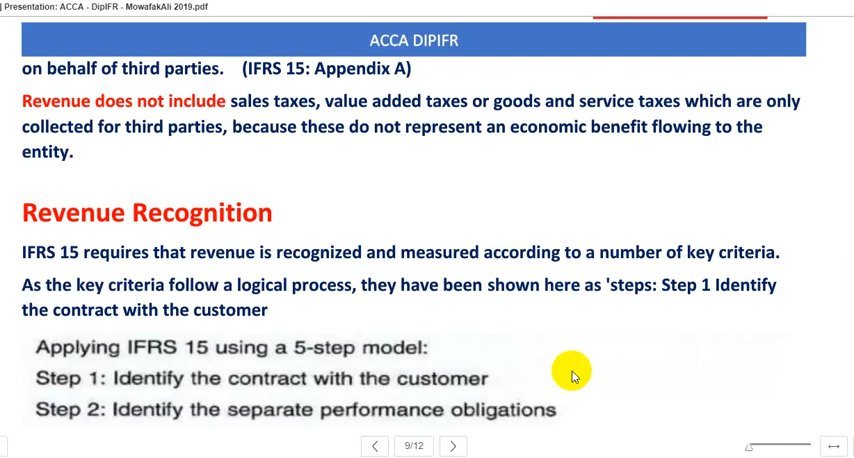 ] Presentation: ACCA - DipIFR - MowafakAli 2019.pdf
ACCA DIPIFR
on behalf of third parties. (IFRS 15: Appendix A)
Revenue does not include sales taxes, value added taxes or goods and service taxes which are only
collected for third parties, because these do not represent an economic benefit flowing to the
entity.
Revenue Recognition
IFRS 15 requires that revenue is recognized and measured according to a number of key criteria.
As the key criteria follow a logical process, they have been shown here as 'steps: Step 1 Identify
the contract with the customer
Applying IFRS 15 using a 5-step model:
Step 1: Identify the contract with the customer
Step 2: Identify the separate performance obligations
9/12